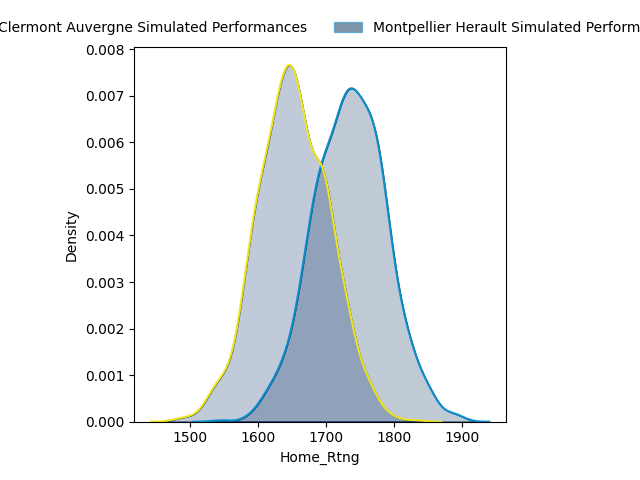 Clermont Auvergne Simulated Performances Montpellier Herault Simulated Perform
0.008
0.007
0.006
0.005
0.004
0.003
0.002
0.001
0.000
Density
1500 1600 1700 1800 1900
Home_Rtng